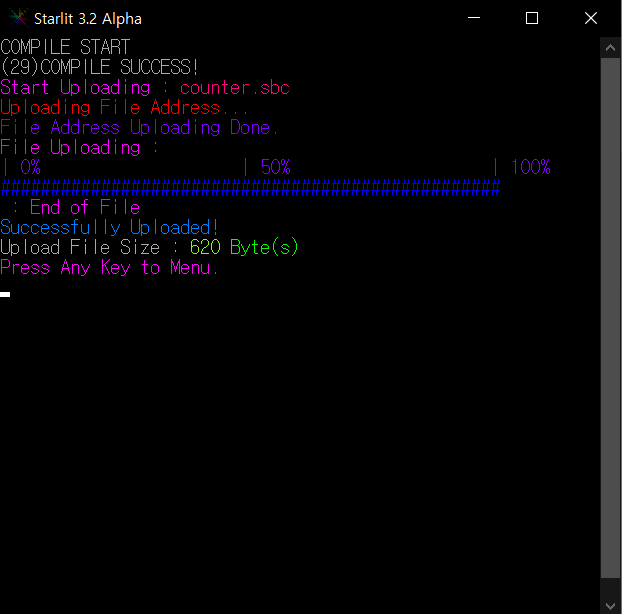 Starlit 3.2 Alpha
COMPILE START
(29)COMPILE SUCCESS!
Start Uploading : counter.sbc
Uploading File Address...
File Address Uploading Done.
File Uploading :
| 0% | 50% | 100%
##################################################
: End of File
Successfully Uploaded!
Upload File Size : 620 Byte(s)
Press Any Key to Menu.